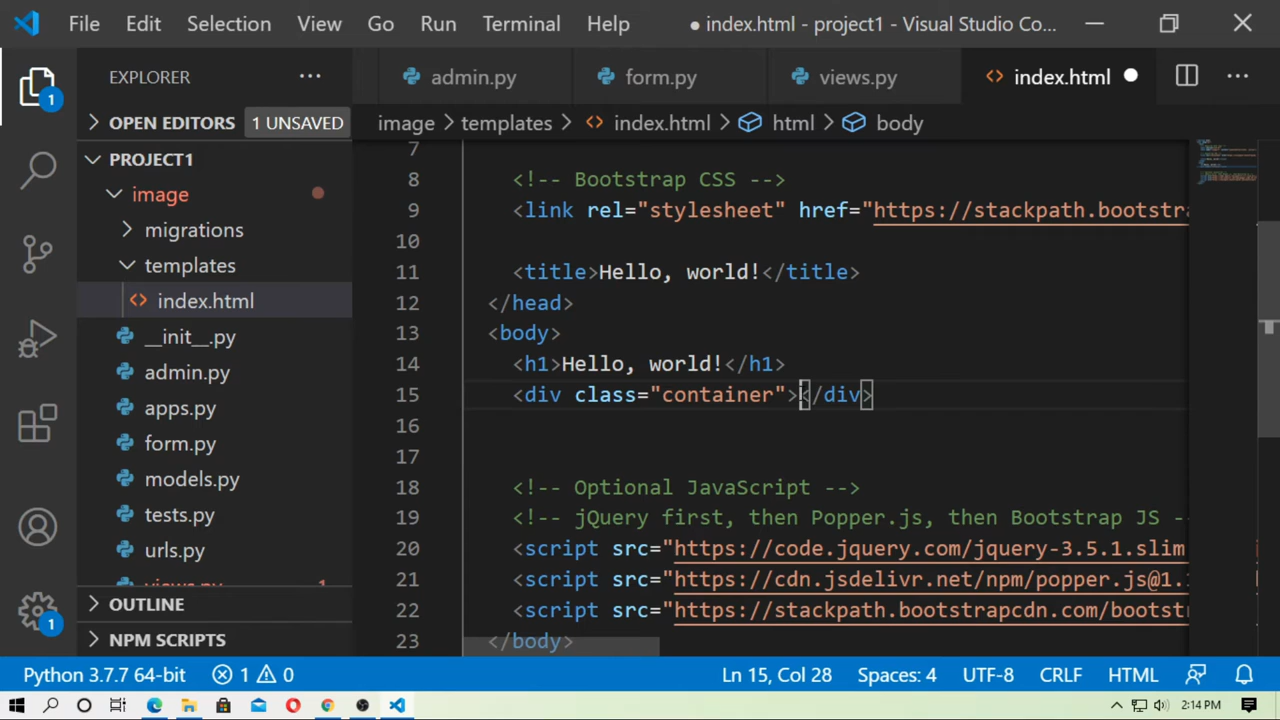 File Edit Selection View Go Run Terminal Help ● index.html - project1 - Visual Studio Co...
EXPLORER ...
admin.py form.py views.py index.html
OPEN EDITORS 1 UNSAVED
image > templates > index.html > html > body
PROJECT1
image
migrations
templates
index.html
__init__.py
admin.py
apps.py
form.py
models.py
tests.py
urls.py
views.py 1
OUTLINE
NPM SCRIPTS
1
1
7
8 <!-- Bootstrap CSS -->
9 <link rel="stylesheet" href="https://stackpath.bootstra
10
11 <title>Hello, world!</title>
12 </head>
13 <body>
14 <h1>Hello, world!</h1>
15 <div class="container"></div>
16
17
18 <!-- Optional JavaScript -->
19 <!-- jQuery first, then Popper.js, then Bootstrap JS -
20 <script src="https://code.jquery.com/jquery-3.5.1.slim
21 <script src="https://cdn.jsdelivr.net/npm/popper.js@1.
22 <script src="https://stackpath.bootstrapcdn.com/bootst
23 </body>
Python 3.7.7 64-bit 1 0 Ln 15, Col 28 Spaces: 4 UTF-8 CRLF HTML
2:14 PM